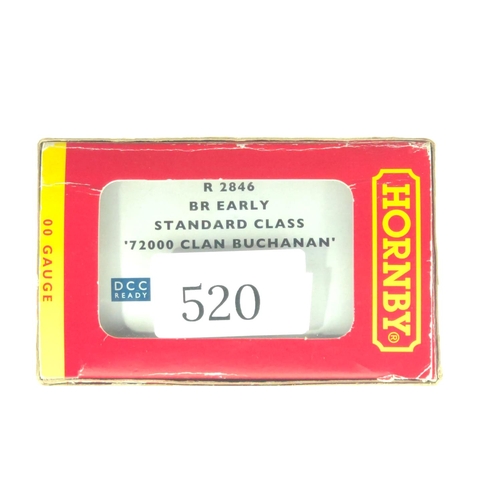 00 GAUGE
R 2846
BR EARLY
STANDARD CLASS
'72000 CLAN BUCHANAN'
DCC
READY
520
HORNBY®